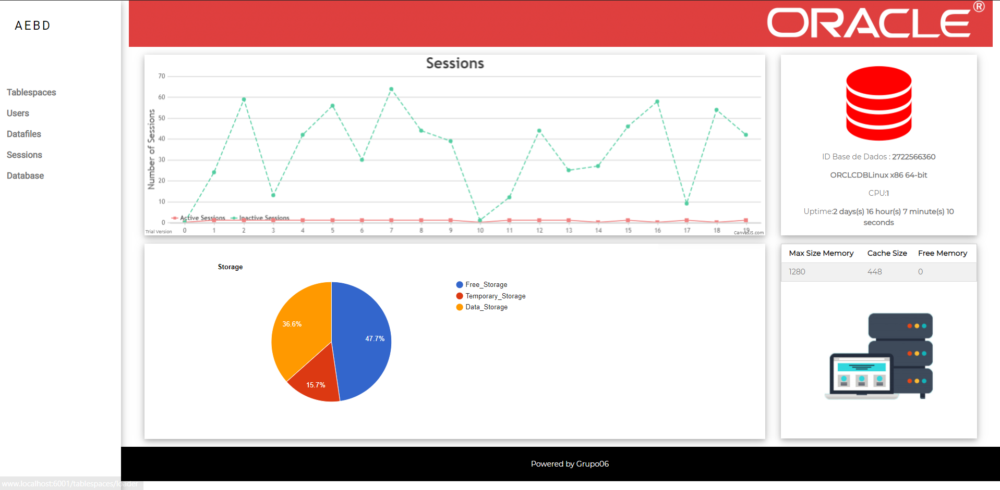 AEBD
ORACLE®
Tablespaces
Users
Datafiles
Sessions
Database
Sessions
Number of Sessions
70
60
50
40
30
20
10
0
Active Sessions
Inactive Sessions
0 1 2 3 4 5 6 7 8 9 10 11 12 13 14 15 16 17 18 19
Trial Version
CanvasJS.com
ID Base de Dados : 2722566360
ORCLCDBLinux x86 64-bit
CPU:1
Uptime:2 days(s) 16 hour(s) 7 minute(s) 10
seconds
Storage
36.6%
47.7%
15.7%
Free_Storage
Temporary_Storage
Data_Storage
Max Size Memory Cache Size Free Memory
1280 448 0
Powered by Grupo06
www.localhost:6001/tablespaces/loader